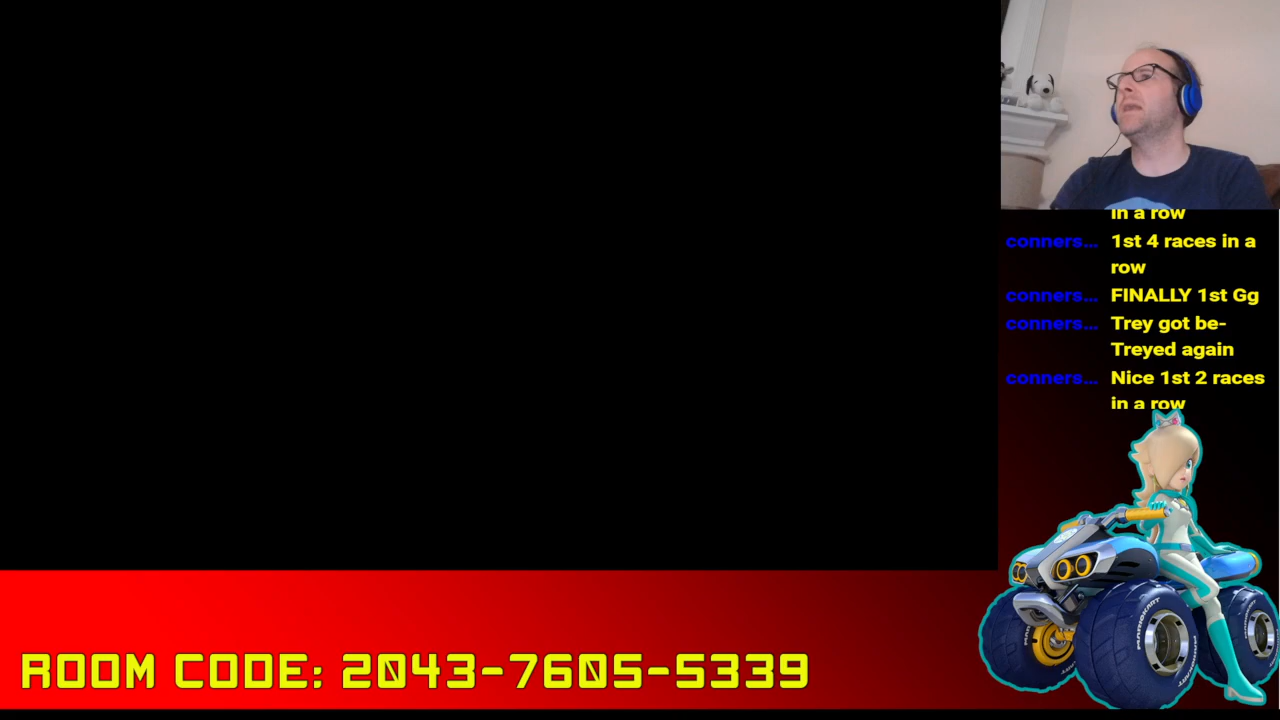 in a row
conners... 1st 4 races in a
row
conners... FINALLY 1st Gg
conners... Trey got be-
Treyed again
conners... Nice 1st 2 races
in a row
MARIOKART
ROOM CODE: 2043-7605-5339